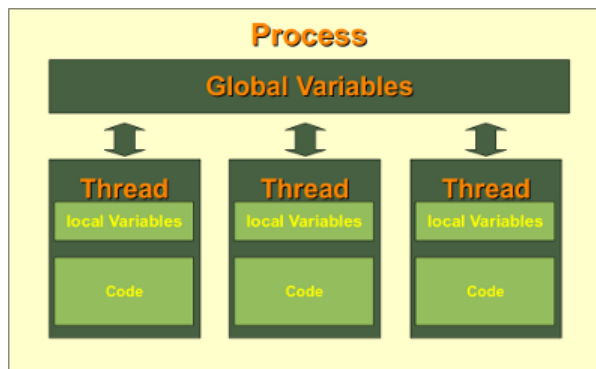 Process
Global Variables
Thread
Thread
Thread
local Variables
local Variables
local Variables
Code
Code
Code